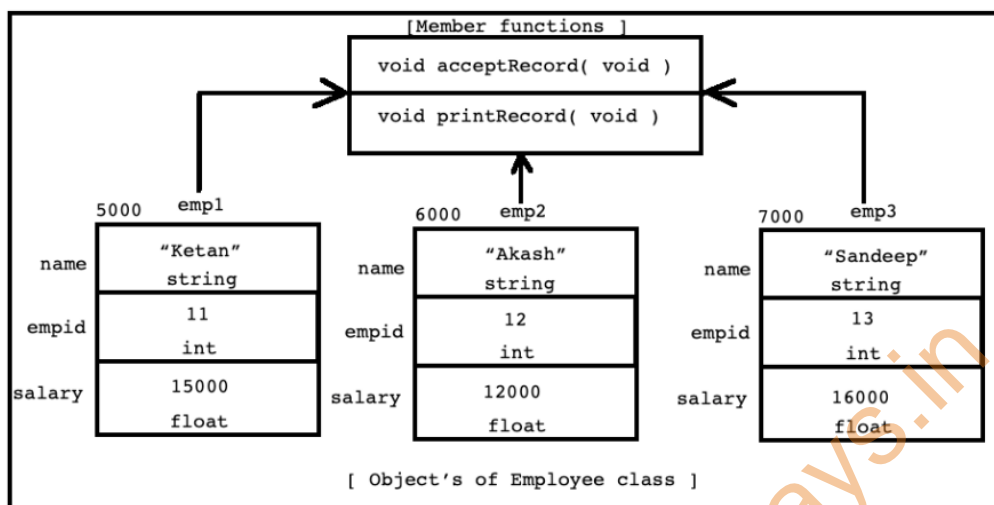 [Member functions ]
void acceptRecord( void )
void printRecord( void )
5000 emp1
6000 emp2
7000 emp3
name "Ketan"
string
empid 11
int
salary 15000
float
name "Akash"
string
empid 12
int
salary 12000
float
name "Sandeep"
string
empid 13
int
salary 16000
float
[ Object's of Employee class ]
ays.in